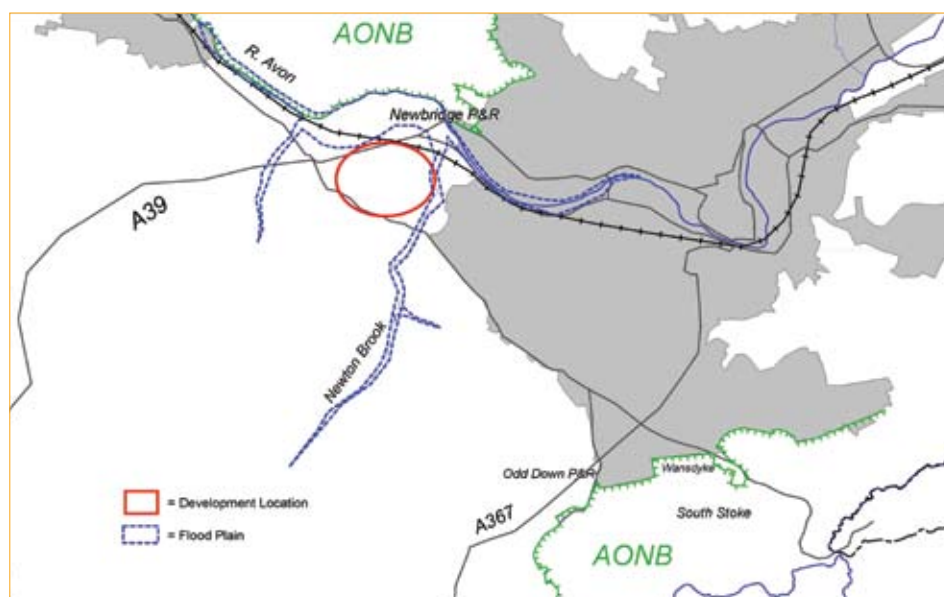 AONB
R. Avon
Newbridge P&R
A39
Newton Brook
Odd Down P&R
Wansdyke
South Stoke
A367
AONB
= Development Location
= Flood Plain